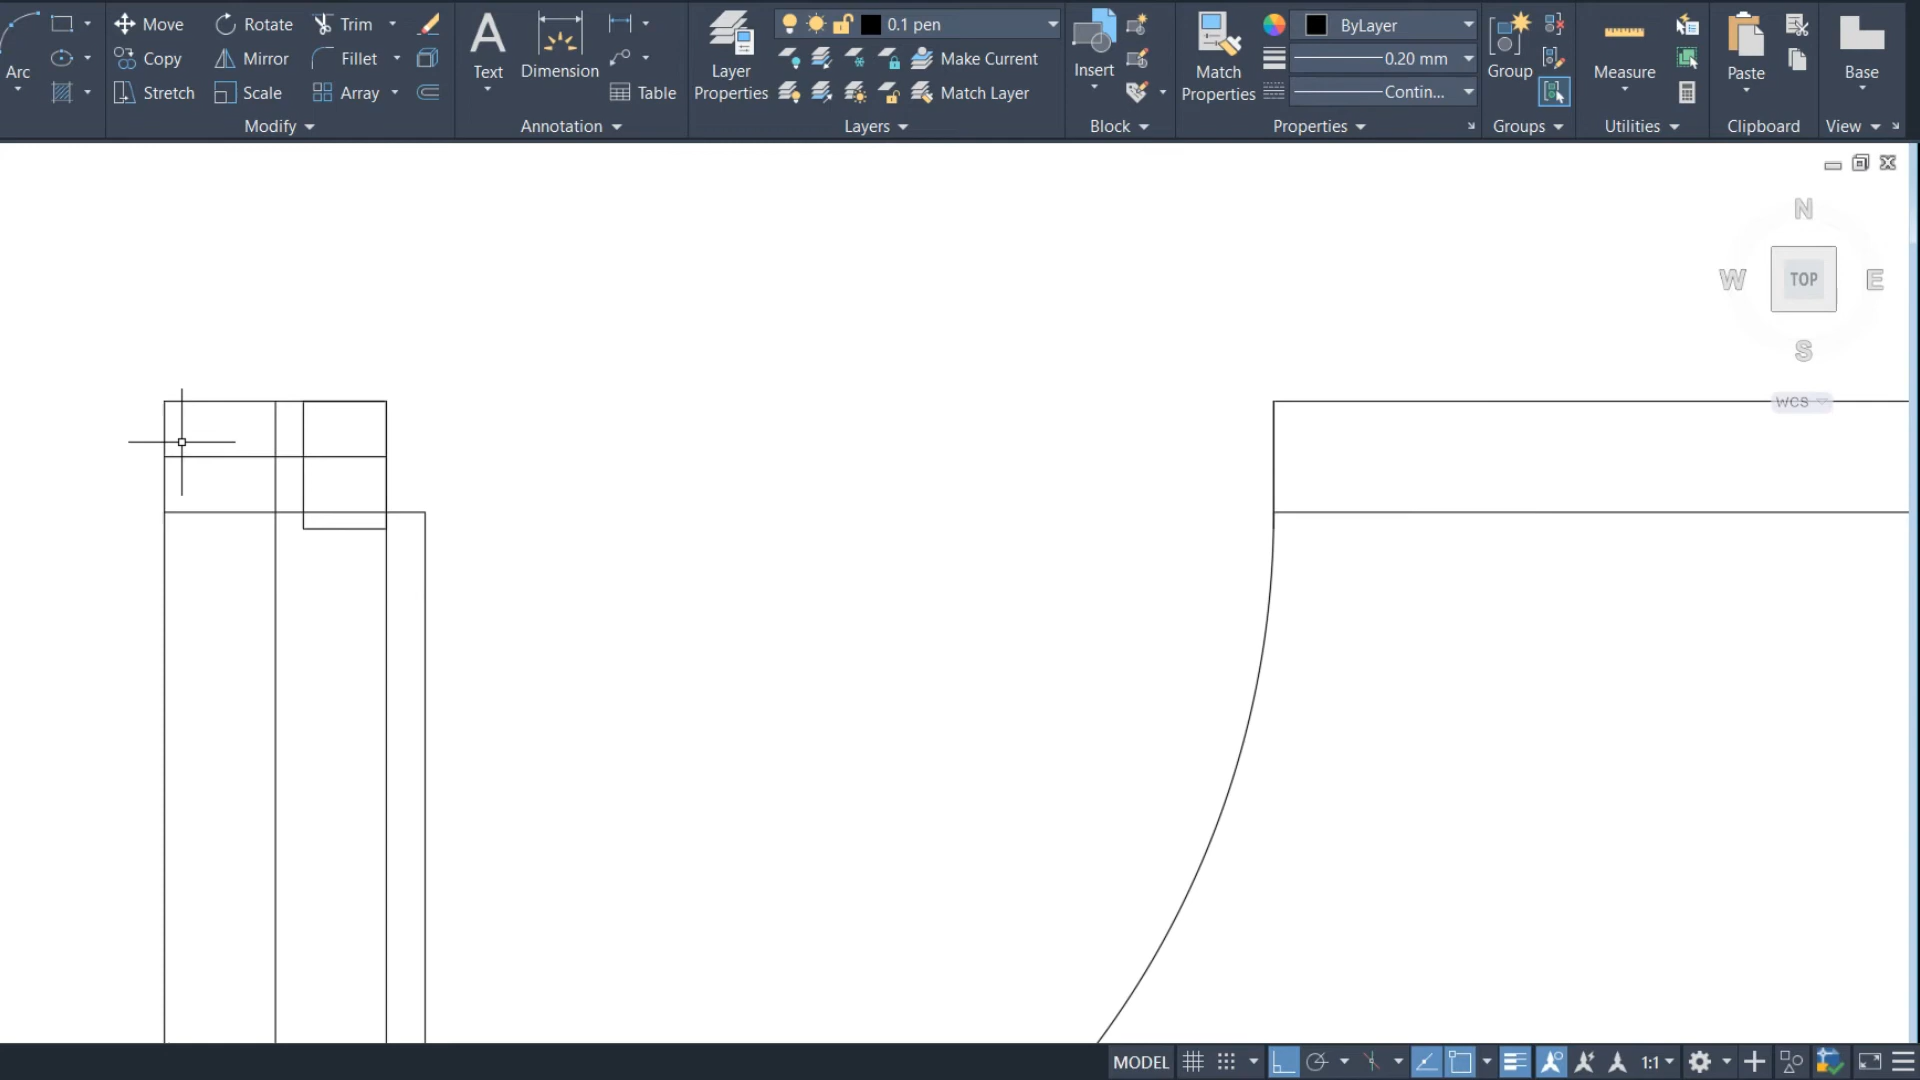 Move Rotate Trim
Arc Copy Mirror Fillet
Stretch Scale Array
Modify
Text Dimension Table
Annotation
Layer Properties 0.1 pen
Make Current
Match Layer
Layers
Insert
Block
Match Properties ByLayer
0.20 mm
Contin...
Properties
Group
Groups
Measure
Utilities
Paste
Clipboard
Base
View
N
W TOP E
S
WCS
MODEL 1:1